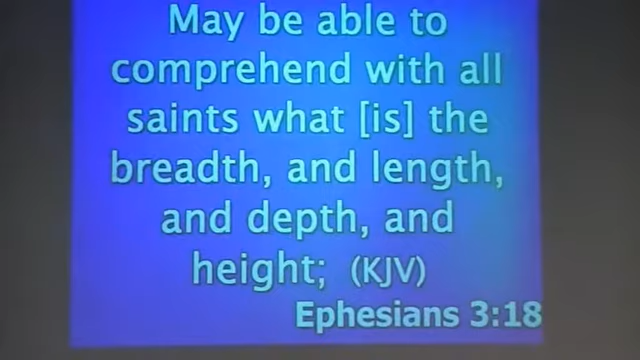 May be able to
comprehend with all
saints what [is] the
breadth, and length,
and depth, and
height; (KJV)
Ephesians 3:18